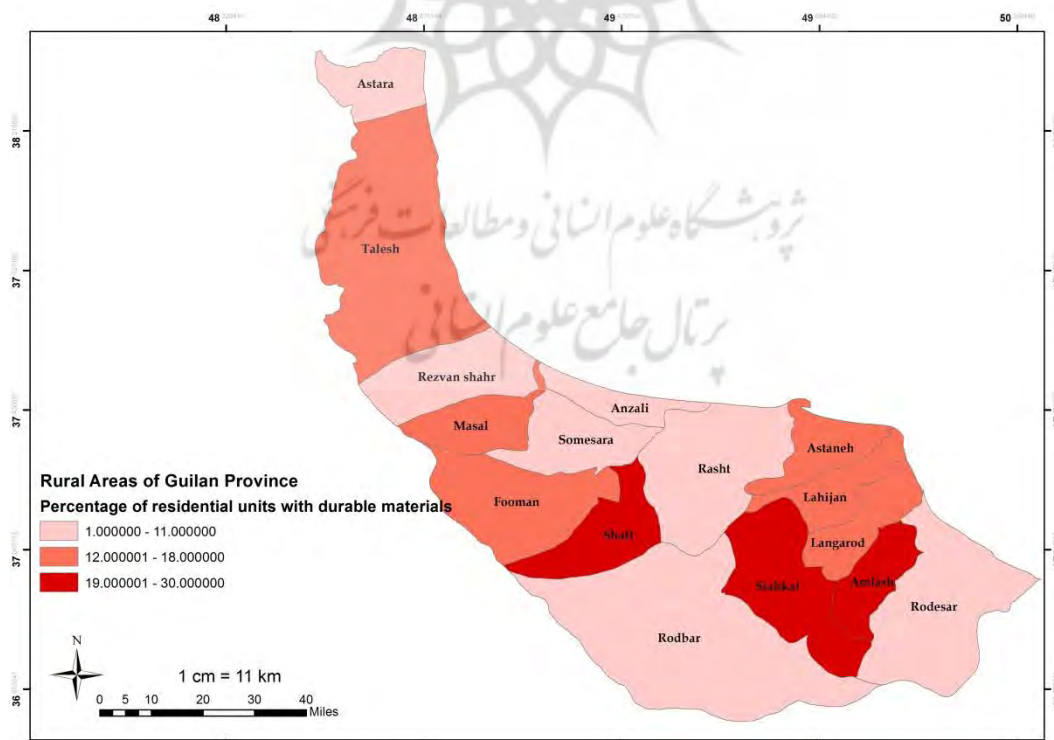 48 48 49 49 50
Astara
38
Talesh
پژوهشگاه علوم انسانی و مطالعات فرهنگی
37
پرتال جامع علوم انسانی
Rezvan shahr
Anzali
37
Masal
Somesara
Astaneh
Rasht
Rural Areas of Guilan Province
Percentage of residential units with durable materials
Fooman
Lahijan
1.000000 - 11.000000
Shaft
Langarod
37
12.000001 - 18.000000
19.000001 - 30.000000
Siahkal
Amlash
Rodesar
Rodbar
N
1 cm = 11 km
36
0 5 10 20 30 40
Miles